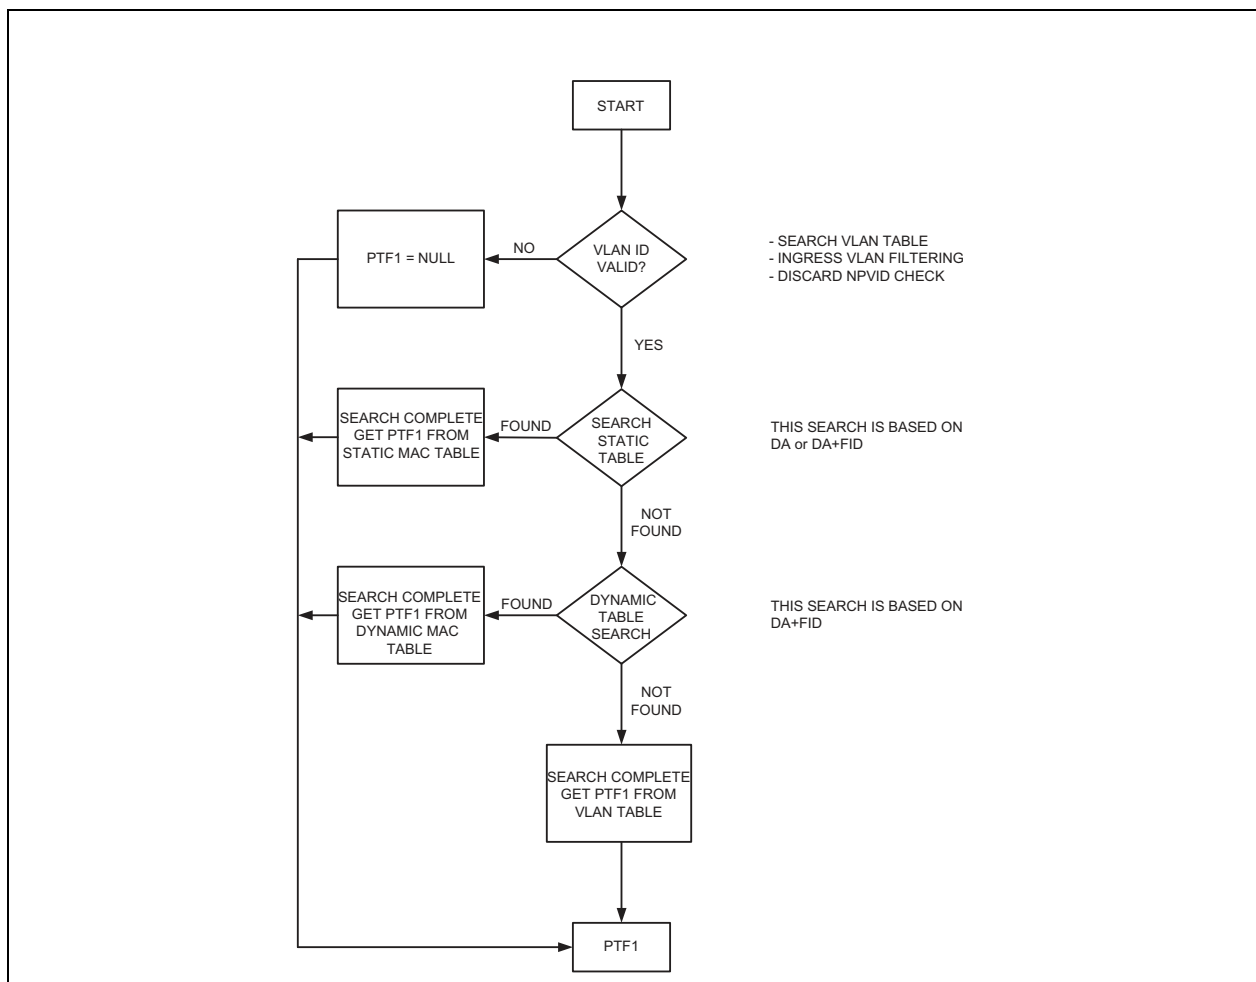 START
PTF1 = NULL
NO
VLAN ID
VALID?
- SEARCH VLAN TABLE
- INGRESS VLAN FILTERING
- DISCARD NPVID CHECK
YES
SEARCH COMPLETE
GET PTF1 FROM
STATIC MAC TABLE
FOUND
SEARCH
STATIC
TABLE
THIS SEARCH IS BASED ON
DA or DA+FID
NOT
FOUND
SEARCH COMPLETE
GET PTF1 FROM
DYNAMIC MAC
TABLE
FOUND
DYNAMIC
TABLE
SEARCH
THIS SEARCH IS BASED ON
DA+FID
NOT
FOUND
SEARCH COMPLETE
GET PTF1 FROM
VLAN TABLE
PTF1